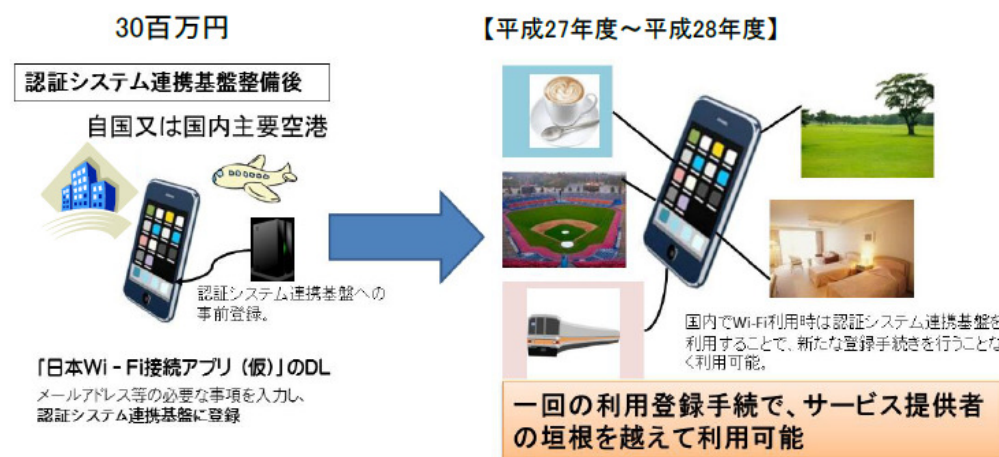 30百万円
【平成27年度～平成28年度】
認証システム連携基盤整備後
自国又は国内主要空港
認証システム連携基盤への
事前登録。
「日本Wi-Fi接続アプリ（仮）」のDL
メールアドレス等の必要な事項を入力し、
認証システム連携基盤に登録
国内でWi-Fi利用時は認証システム連携基盤を
利用することで、新たな登録手続きを行うことな
く利用可能。
一回の利用登録手続で、サービス提供者
の垣根を越えて利用可能